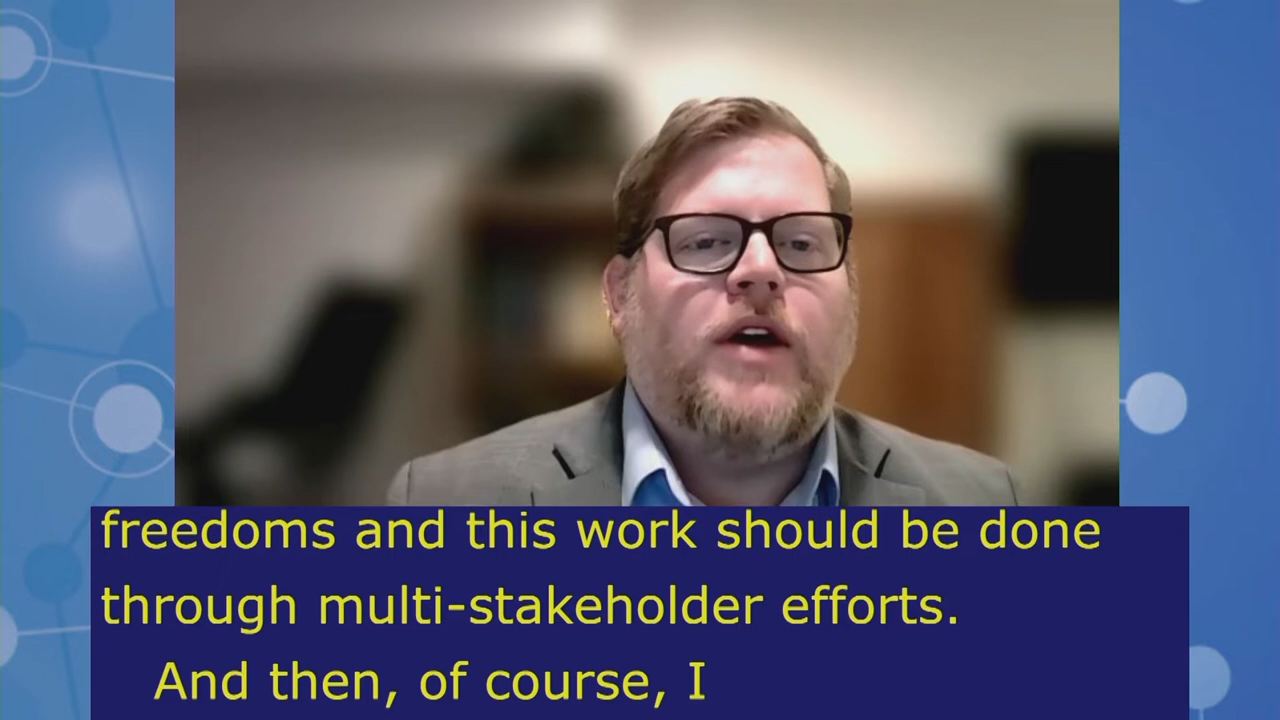 freedoms and this work should be done
through multi-stakeholder efforts.
And then, of course, I